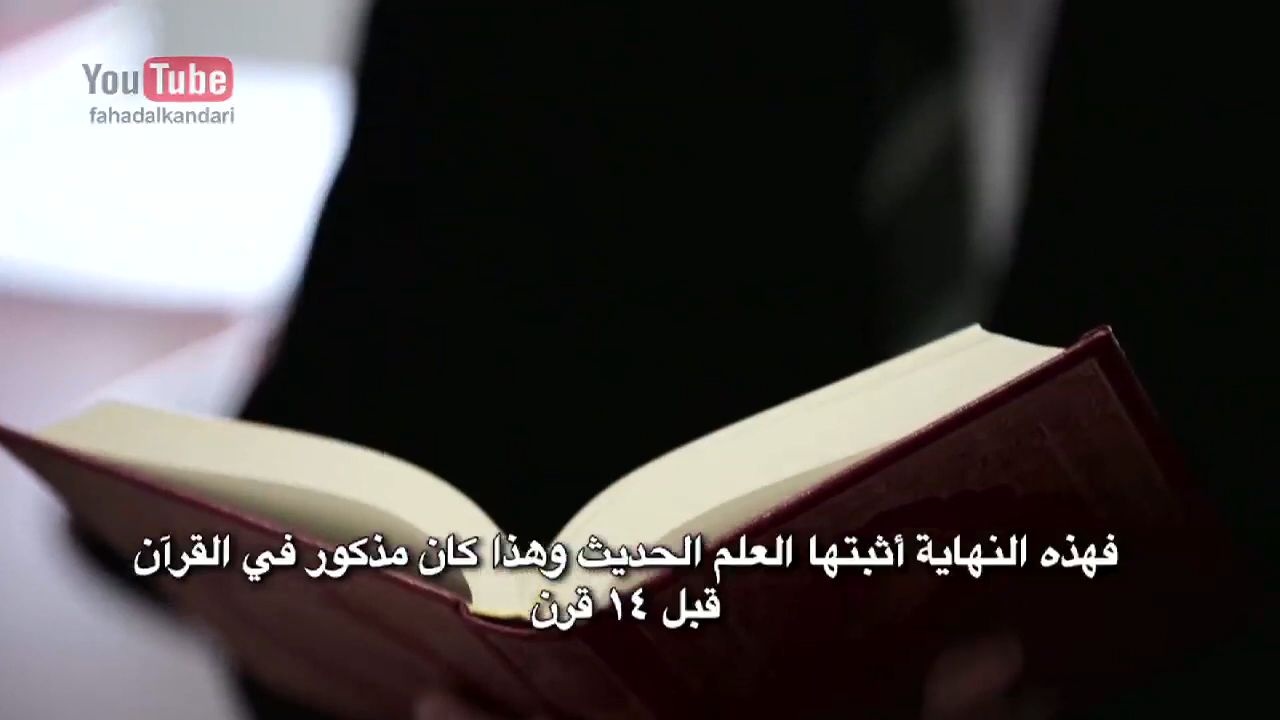 YouTube
fahadalkandari
فهذه النهاية أثبتها العلم الحديث وهذا كان مذكور في القرآن
قبل ١٤ قرن